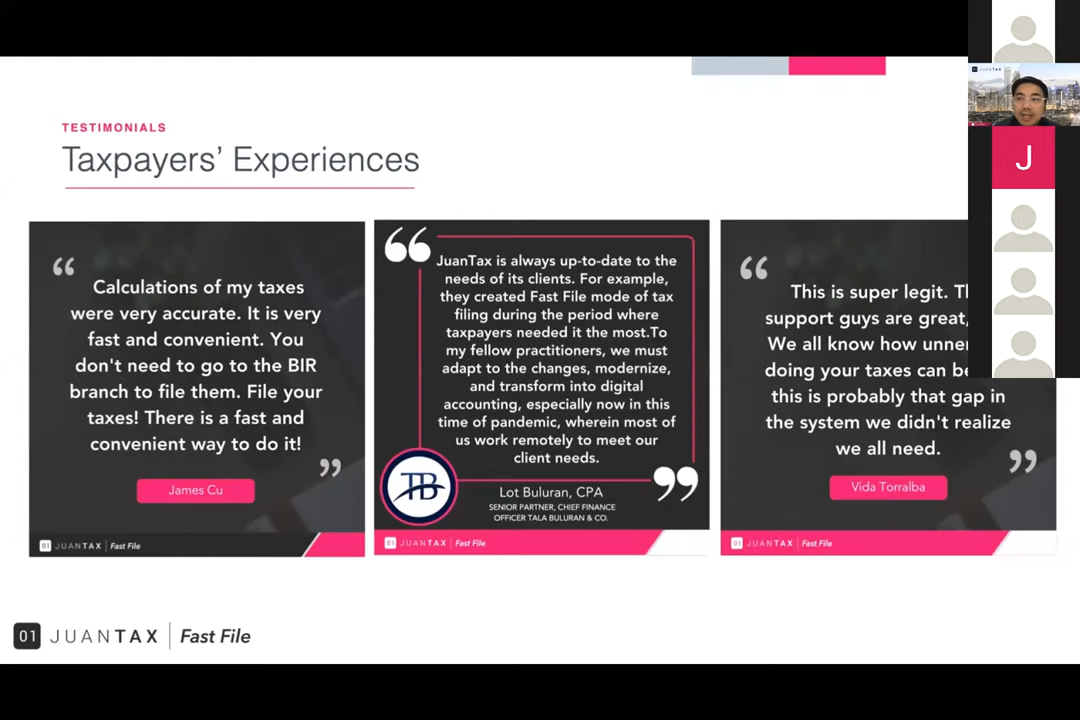 TESTIMONIALS
Taxpayers’ Experiences
“
Calculations of my taxes
were very accurate. It is very
fast and convenient. You
don't need to go to the BIR
branch to file them. File your
taxes! There is a fast and
convenient way to do it!
”
James Cu
01 JUANTAX | Fast File
“
JuanTax is always up-to-date to the
needs of its clients. For example,
they created Fast File mode of tax
filing during the period where
taxpayers needed it the most.To
my fellow practitioners, we must
adapt to the changes, modernize,
and transform into digital
accounting, especially now in this
time of pandemic, wherein most of
us work remotely to meet our
client needs.
”
TB
Lot Buluran, CPA
SENIOR PARTNER, CHIEF FINANCE
OFFICER TALA BULURAN & CO.
01 JUANTAX | Fast File
“
This is super legit.
support guys are great,
We all know how
doing your taxes can
this is probably that gap in
the system we didn't realize
we all need.
”
Vida Torralba
01 JUANTAX | Fast File
01 JUANTAX | Fast File
JUANTAX
J